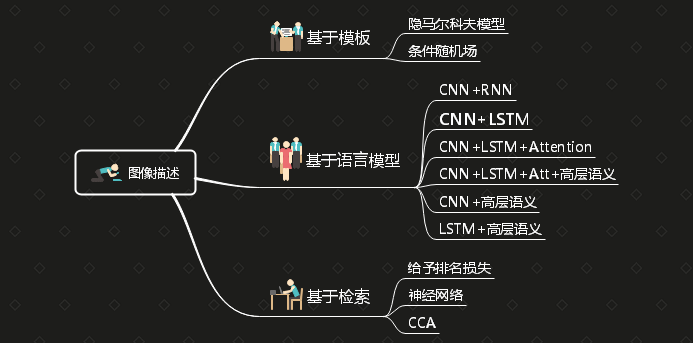 图像描述
基于模板
隐马尔科夫模型
条件随机场
基于语言模型
CNN+RNN
CNN+LSTM
CNN+LSTM+Attention
CNN+LSTM+Att+高层语义
CNN+高层语义
LSTM+高层语义
基于检索
给予排名损失
神经网络
CCA